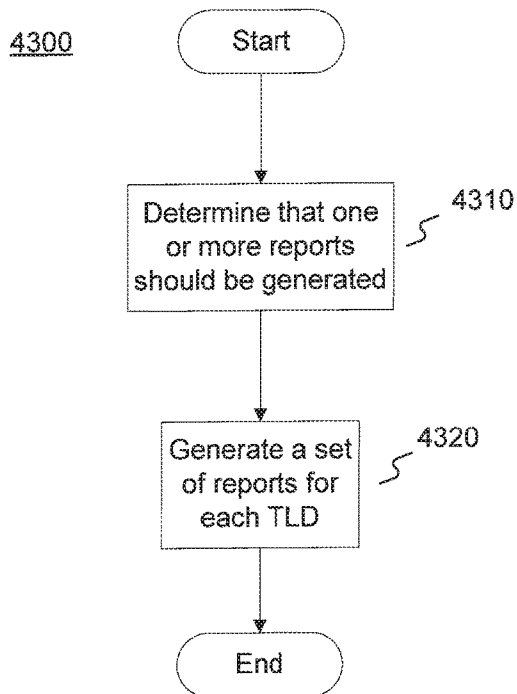 4300
Start
Determine that one
or more reports
should be generated
4310
Generate a set
of reports for
each TLD
4320
End